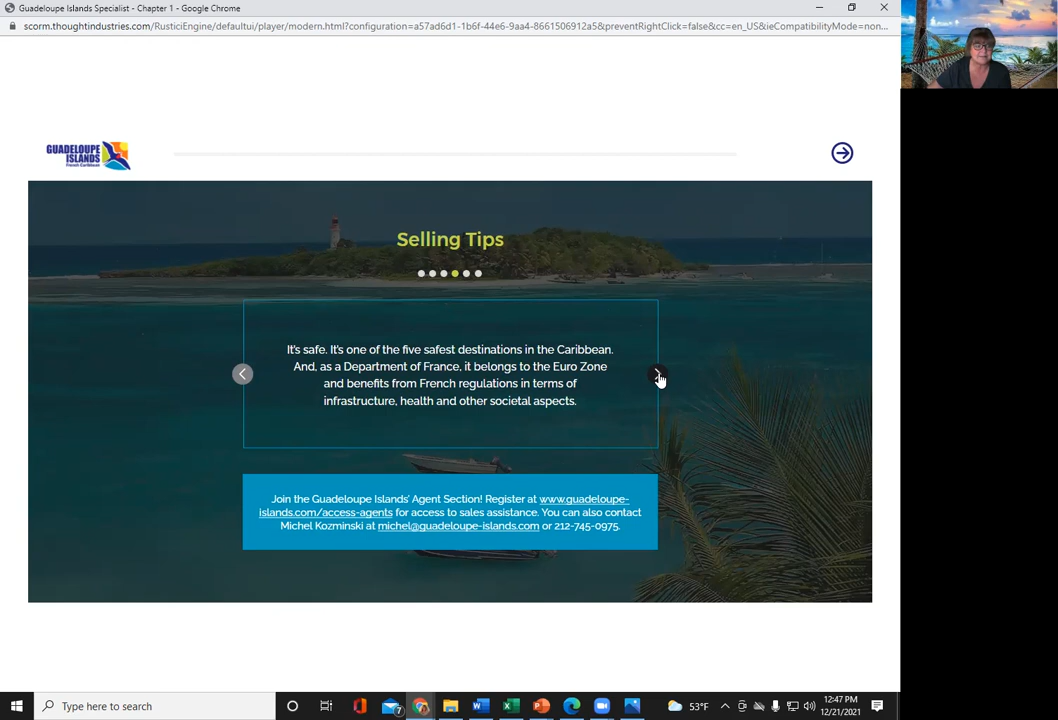 Guadeloupe Islands Specialist - Chapter 1 - Google Chrome
scorm.thoughtindustries.com/RusticiEngine/defaultui/player/modern.html?configuration=a57ad6d1-1b6f-44e6-9aa4-8661506912a5&preventRightClick=false&cc=en_US&ieCompatibilityMode=non...
GUADELOUPE
ISLANDS
French Caribbean
Selling Tips
It's safe. It's one of the five safest destinations in the Caribbean.
And, as a Department of France, it belongs to the Euro Zone
and benefits from French regulations in terms of
infrastructure, health and other societal aspects.
Join the Guadeloupe Islands' Agent Section! Register at www.guadeloupe-
islands.com/access-agents for access to sales assistance. You can also contact
Michel Kozminski at michel@guadeloupe-islands.com or 212-745-0975.
Type here to search
7
53°F
12:47 PM
12/21/2021